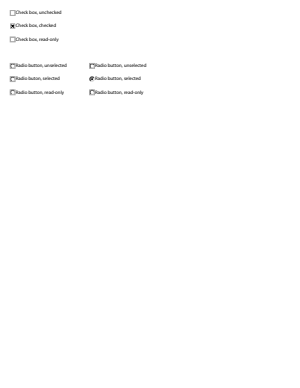 Check box, unchecked
Check box, checked
Check box, read-only
Radio button, unselected Radio button, unselected
Radio buton, selected Radio button, selected
Radio button, read-only Radio button, read-only